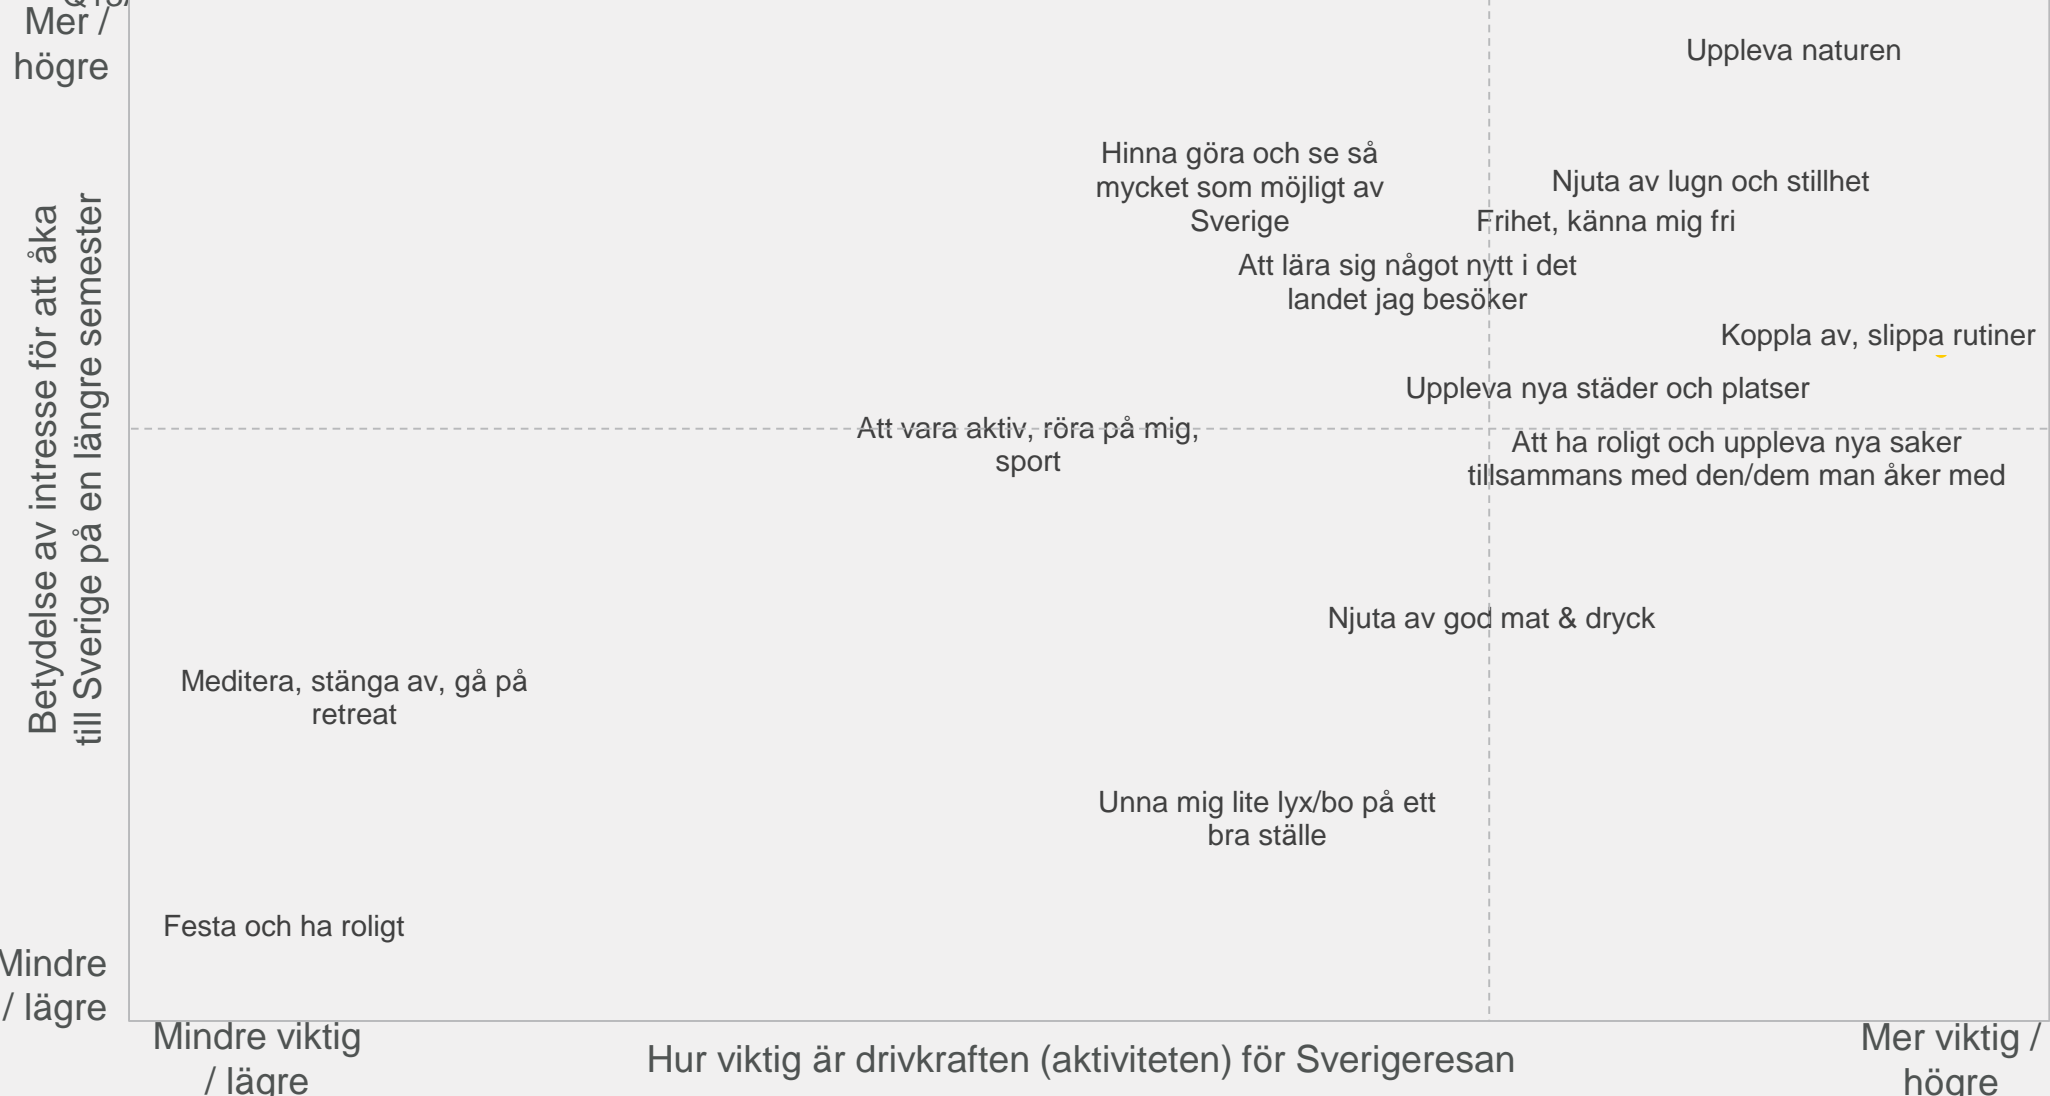 Mer /
högre
Uppleva naturen
Hinna göra och se så
mycket som möjligt av
Sverige
Njuta av lugn och stillhet
Frihet, känna mig fri
Att lära sig något nytt i det
landet jag besöker
Koppla av, slippa rutiner
Uppleva nya städer och platser
Att vara aktiv, röra på mig,
sport
Att ha roligt och uppleva nya saker
tillsammans med den/dem man åker med
Betydelse av intresse för att åka
till Sverige på en längre semester
Njuta av god mat & dryck
Meditera, stänga av, gå på
retreat
Unna mig lite lyx/bo på ett
bra ställe
Festa och ha roligt
Mindre
/ lägre
Mindre viktig
/ lägre
Hur viktig är drivkraften (aktiviteten) för Sverigeresan
Mer viktig /
högre